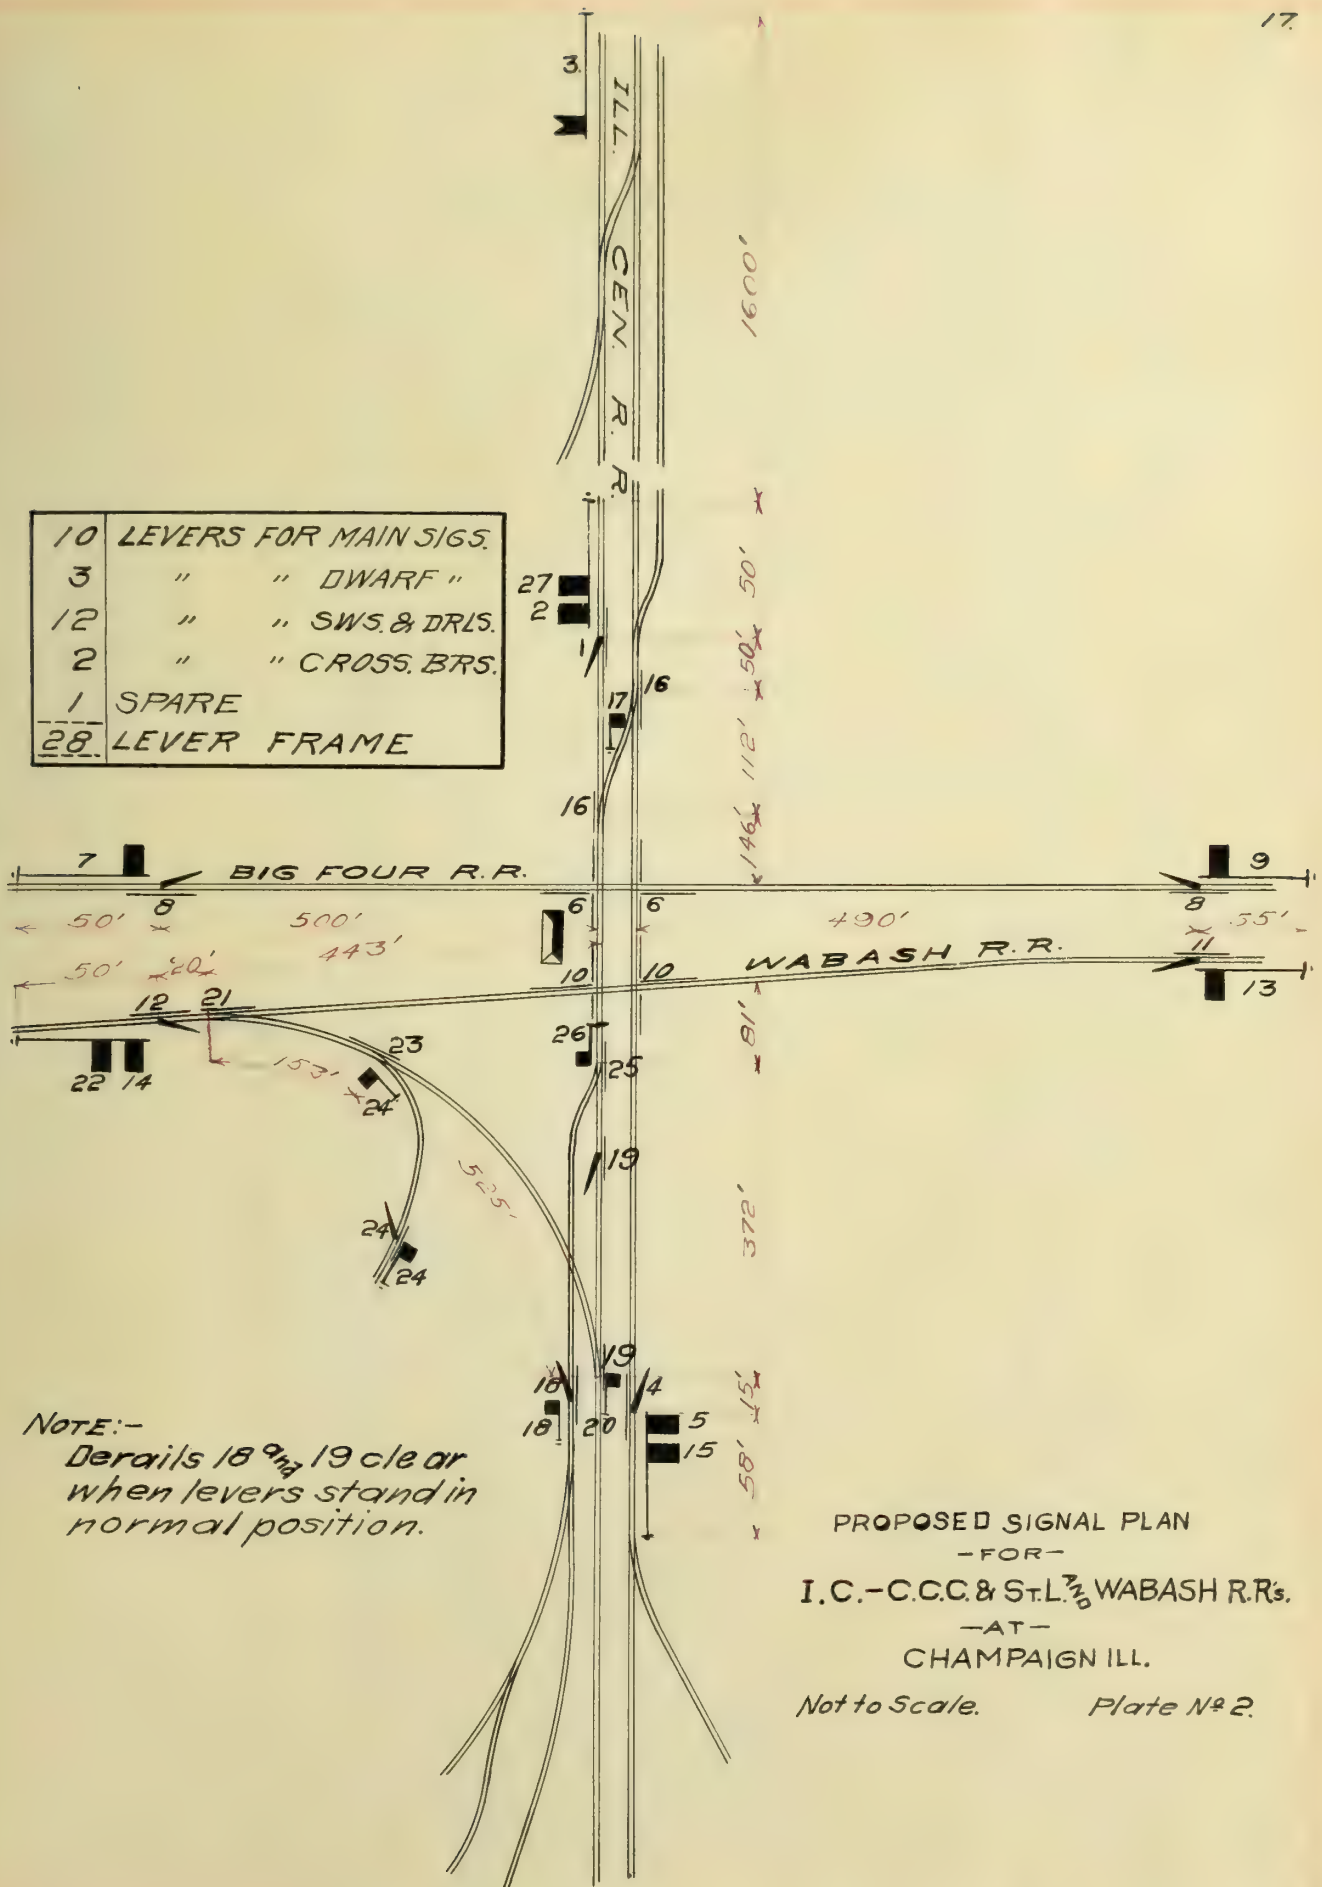 17.
3.
ILL. CEN. R. R.
1600'
10 LEVERS FOR MAIN SIGS.
3 " " DWARF "
12 " " SWS. & DRLS.
2 " " CROSS. BRS.
1 SPARE
28 LEVER FRAME
27
2
50'
1
50'
16
17
112'
16
146'
7
BIG FOUR R.R.
9
8
6
6
8
50'
500'
490'
55'
443'
WABASH R.R.
11
50'
20'
10
10
13
12
21
26
81'
23
25
22
14
153'
24
19
525'
372'
24
24
19
18
4
15'
18
20
5
15
58'
NOTE:-
Derails 18 and 19 clear
when levers stand in
normal position.
PROPOSED SIGNAL PLAN
-FOR-
I.C.-C.C.C. & ST.L. AND WABASH R.R's.
-AT-
CHAMPAIGN ILL.
Not to Scale. Plate Nº 2.